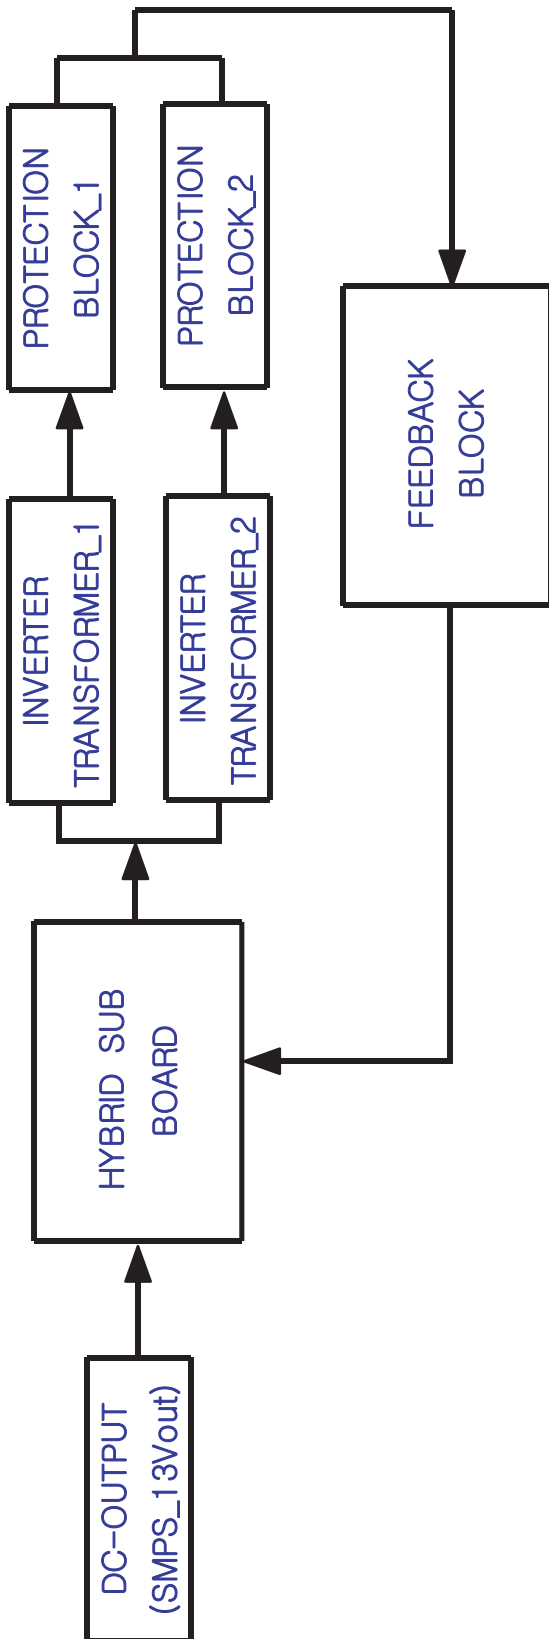 DC-OUTPUT
(SMPS_13Vout)
HYBRID SUB
BOARD
INVERTER
TRANSFORMER_1
PROTECTION
BLOCK_1
INVERTER
TRANSFORMER_2
PROTECTION
BLOCK_2
FEEDBACK
BLOCK